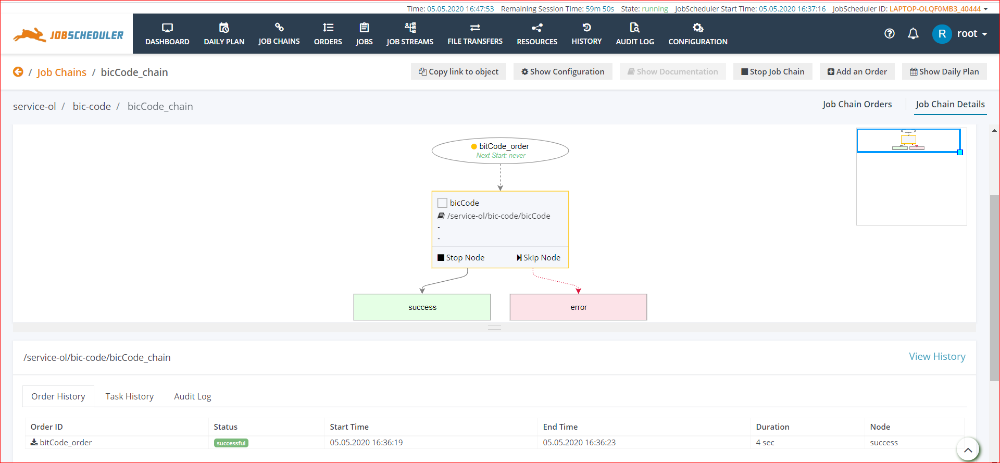 Time: 05.05.2020 16:47:53 Remaining Session Time: 59m 50s State: running JobScheduler Start Time: 05.05.2020 16:37:16 JobScheduler ID: LAPTOP-OLQF0MB3_40444
JOBSCHEDULER
DASHBOARD DAILY PLAN JOB CHAINS ORDERS JOBS JOB STREAMS FILE TRANSFERS RESOURCES HISTORY AUDIT LOG CONFIGURATION R root
/ Job Chains / bicCode_chain
Copy link to object Show Configuration Show Documentation Stop Job Chain Add an Order Show Daily Plan
service-ol / bic-code / bicCode_chain
Job Chain Orders Job Chain Details
bitCode_order
Next Start: never
bicCode
/service-ol/bic-code/bicCode
-
-
Stop Node Skip Node
success error
/service-ol/bic-code/bicCode_chain View History
Order History Task History Audit Log
Order ID Status Start Time End Time Duration Node
bitCode_order successful 05.05.2020 16:36:19 05.05.2020 16:36:23 4 sec success